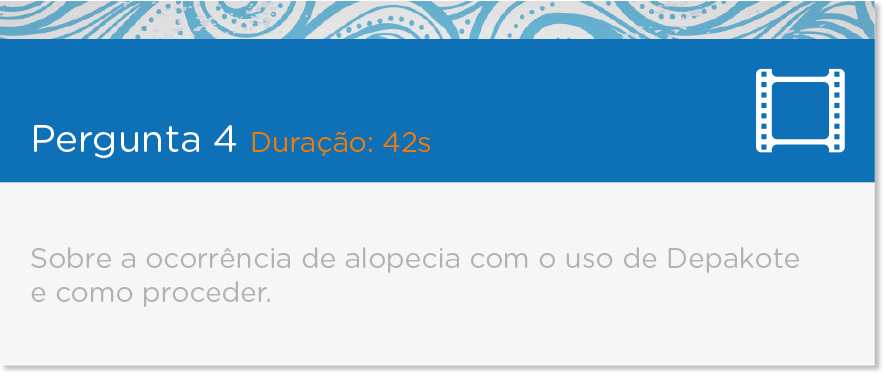 Pergunta 4 Duração: 42s
Sobre a ocorrência de alopecia com o uso de Depakote
e como proceder.